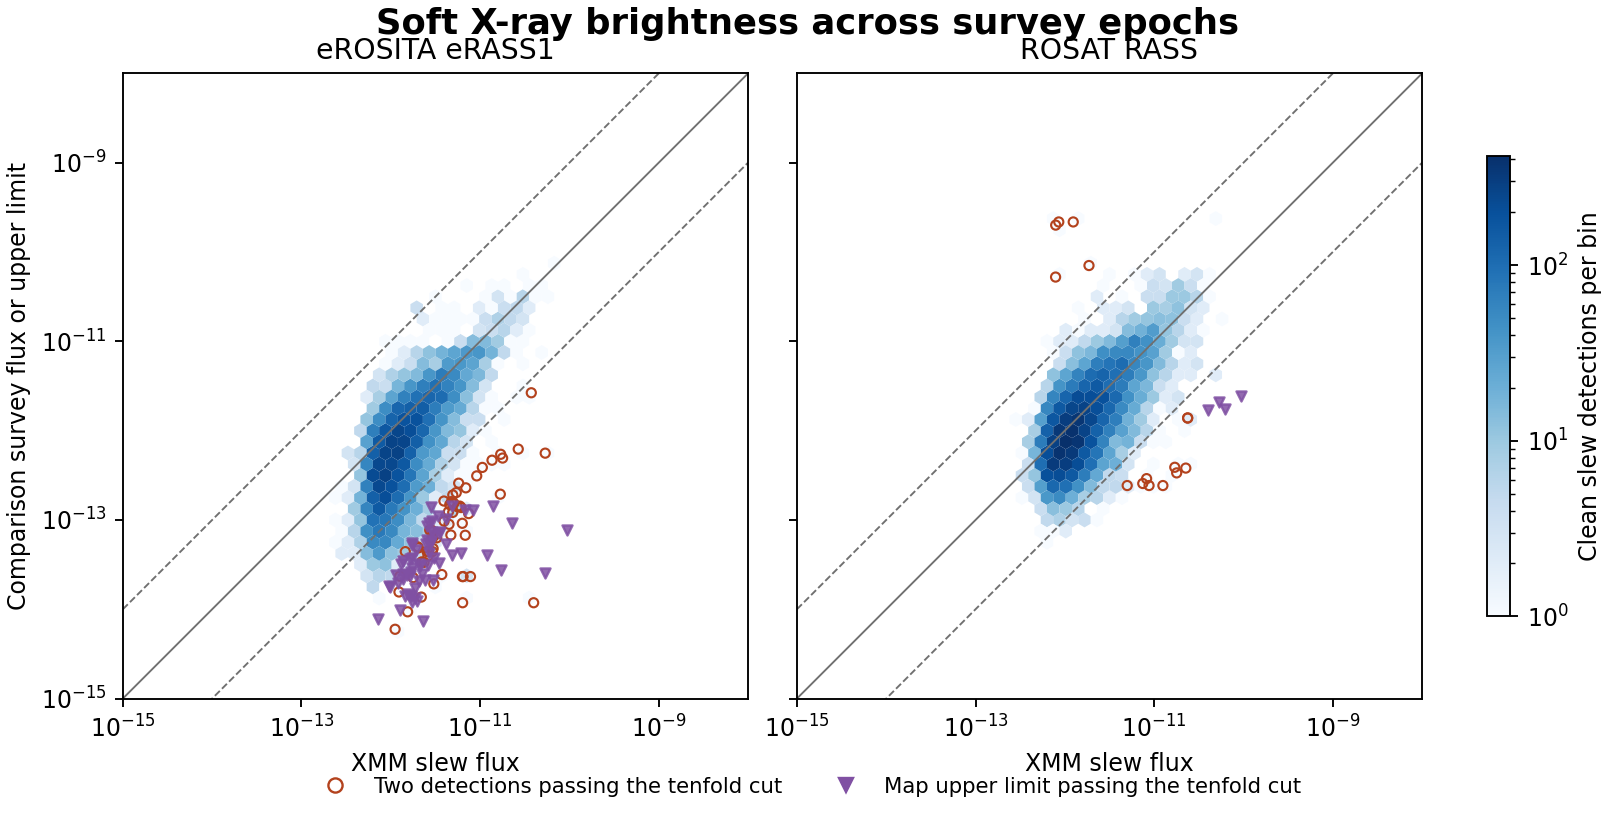 Soft X-ray brightness across survey epochs
eROSITA eRASS1
ROSAT RASS
Comparison survey flux or upper limit
10⁻⁹
10⁻¹¹
10⁻¹³
10⁻¹⁵
10⁻¹⁵
10⁻¹³
10⁻¹¹
10⁻⁹
XMM slew flux
10⁻¹⁵
10⁻¹³
10⁻¹¹
10⁻⁹
XMM slew flux
10²
10¹
10⁰
Clean slew detections per bin
Two detections passing the tenfold cut
Map upper limit passing the tenfold cut